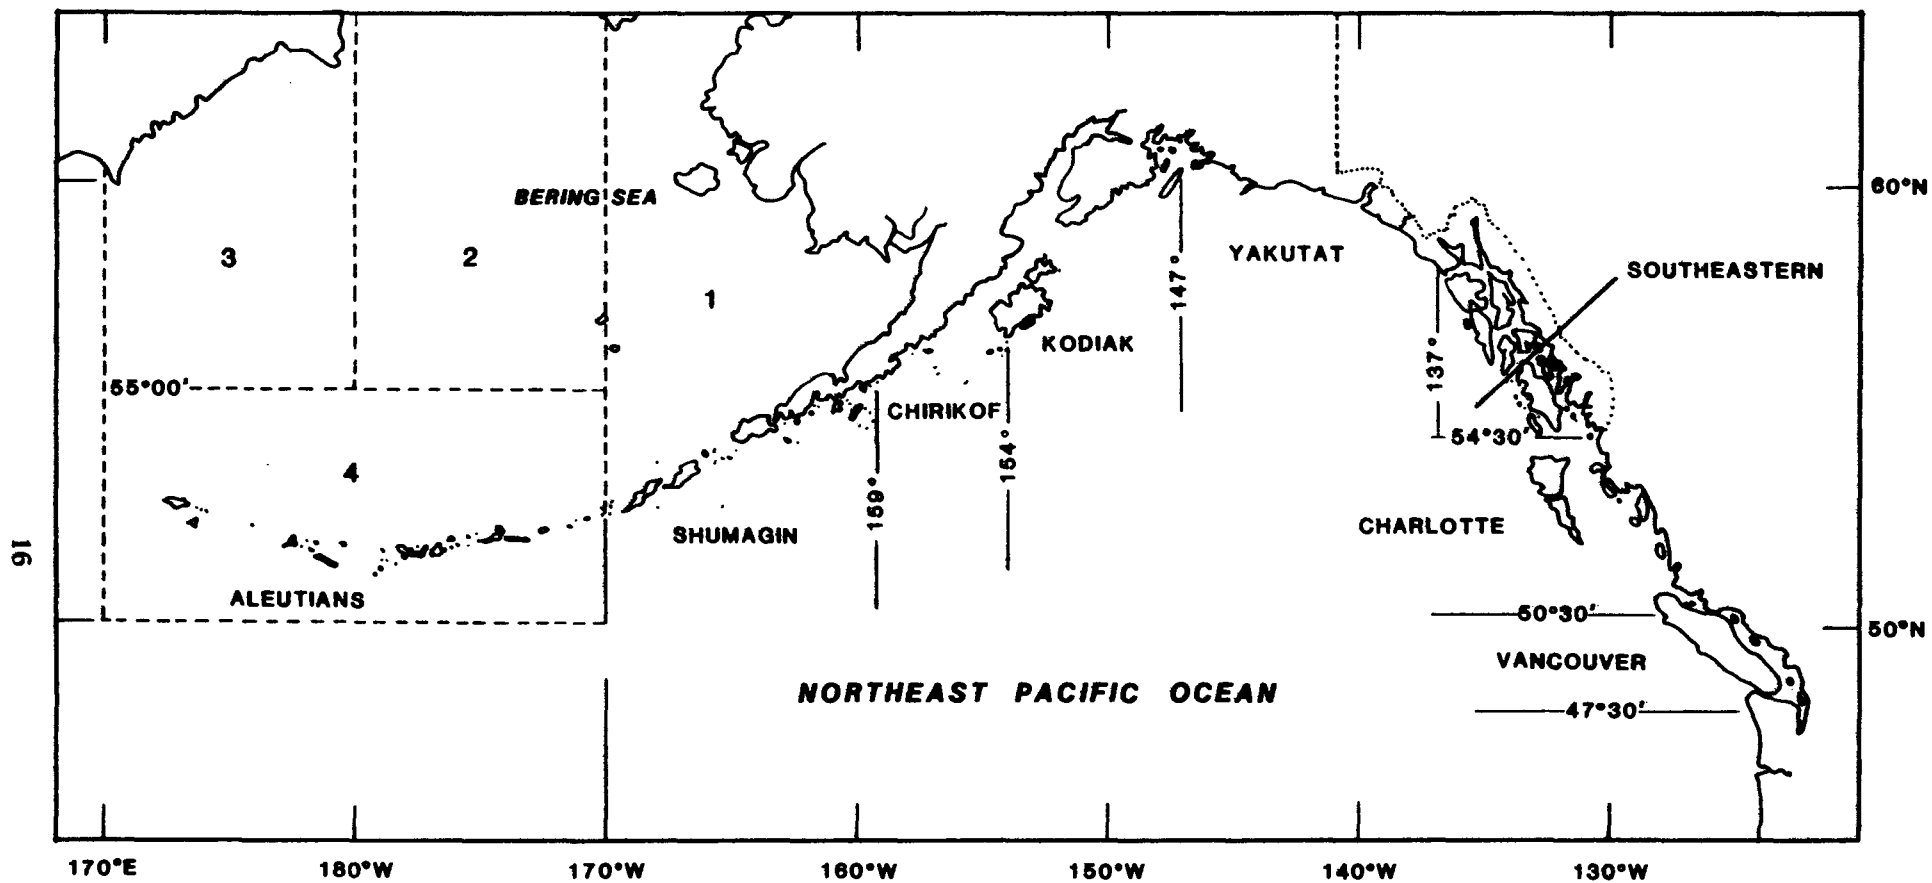 60°N
BERING SEA
YAKUTAT
3
2
SOUTHEASTERN
147°
1
KODIAK
137°
55°00'
CHIRIKOF
54°30'
154°
4
159°
CHARLOTTE
SHUMAGIN
16
ALEUTIANS
50°30'
50°N
VANCOUVER
NORTHEAST PACIFIC OCEAN
47°30'
170°E
180°W
170°W
160°W
150°W
140°W
130°W